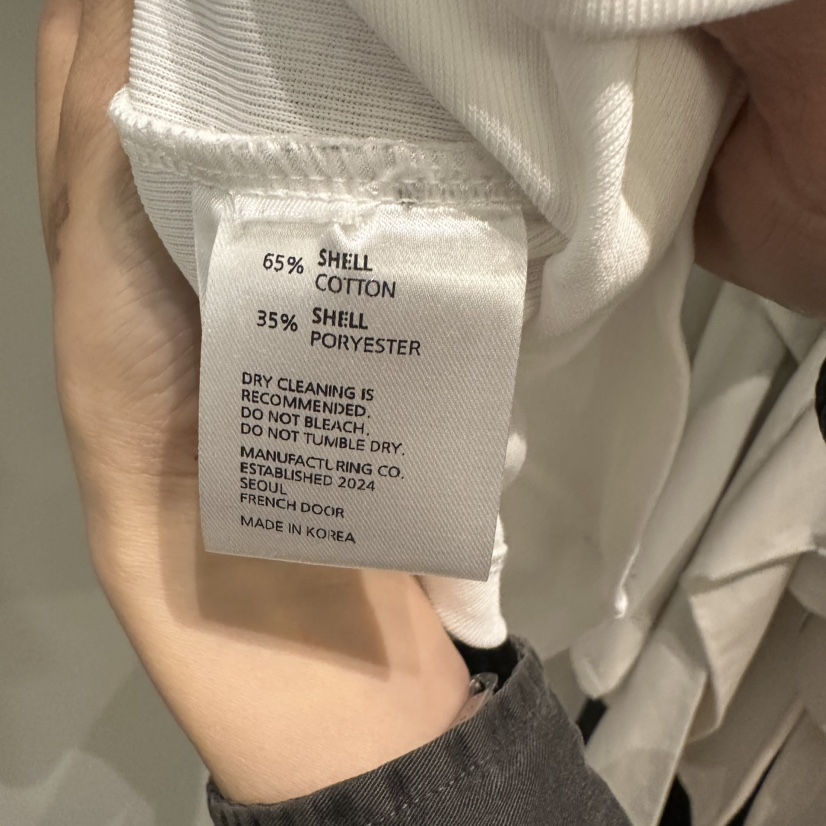 65% SHELL
COTTON
35% SHELL
PORYESTER
DRY CLEANING IS
RECOMMENDED.
DO NOT BLEACH.
DO NOT TUMBLE DRY.
MANUFACTURING CO.
ESTABLISHED 2024
SEOUL
FRENCH DOOR
MADE IN KOREA